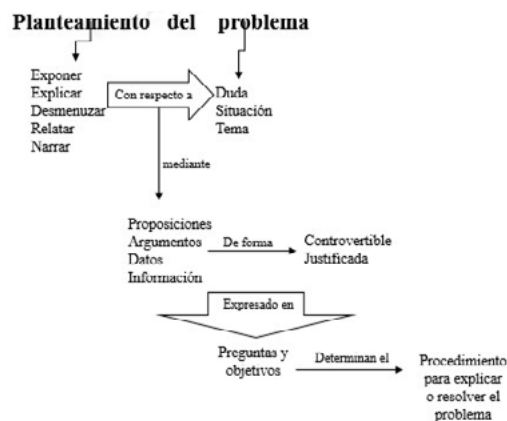 Planteamiento del problema
Exponer
Explicar
Desmenuzar
Relatar
Narrar
Con respecto a
Duda
Situación
Tema
mediante
Proposiciones
Argumentos
Datos
Información
De forma
Controvertible
Justificada
Expresado en
Preguntas y
objetivos
Determinan el
Procedimiento
para explicar
o resolver el
problema